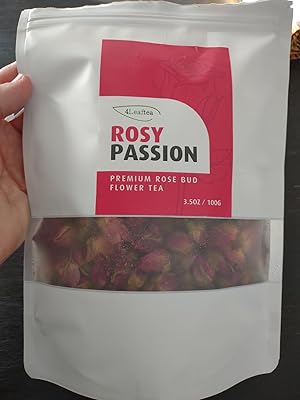 4Leaftea
ROSY
PASSION
PREMIUM ROSE BUD
FLOWER TEA
3.5OZ / 100G